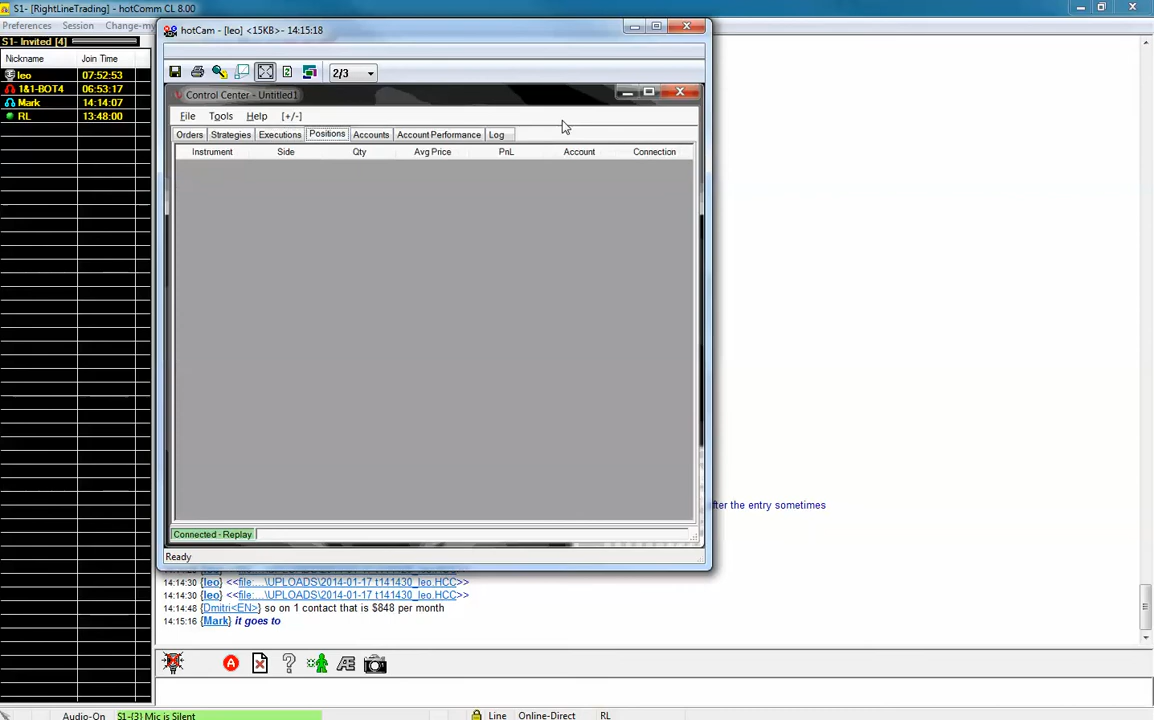 S1- [RightLineTrading] - hotComm CL 8.00
Preferences Session Change-my
S1- Invited [4]
Nickname Join Time
leo 07:52:53
1&1-BOT4 06:53:17
Mark 14:14:07
RL 13:48:00
hotCam - [leo] <15KB>- 14:15:18
2/3
Control Center - Untitled1
File Tools Help [+/-]
Orders Strategies Executions Positions Accounts Account Performance Log
Instrument Side Qty Avg Price PnL Account Connection
fter the entry sometimes
Connected - Replay
Ready
14:14:30 {leo} <<file:...\UPLOADS\2014-01-17 t141430_leo.HCC>>
14:14:30 {leo} <<file:...\UPLOADS\2014-01-17 t141430_leo.HCC>>
14:14:48 {Dmitri<EN>} so on 1 contact that is $848 per month
14:15:16 {Mark} it goes to
A ? Æ
Audio-On S1-(3) Mic is Silent Line Online-Direct RL